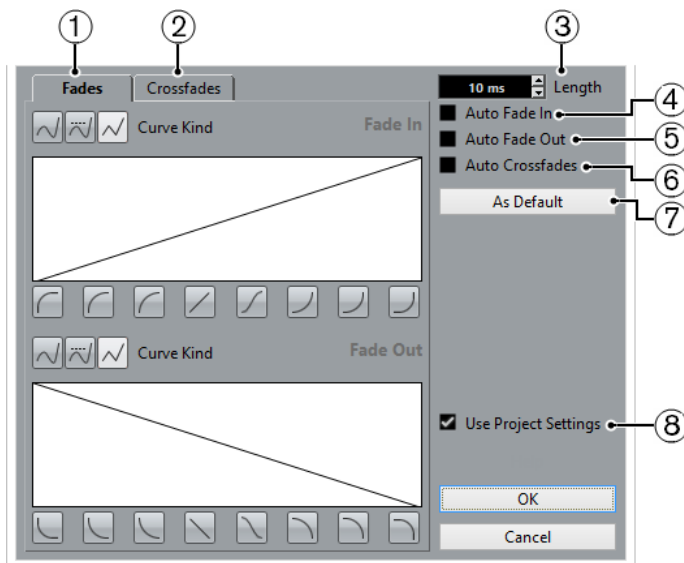 1
2
3
Fades
Crossfades
10 ms
Length
4
Auto Fade In
Curve Kind
Fade In
5
Auto Fade Out
6
Auto Crossfades
7
As Default
Curve Kind
Fade Out
8
Use Project Settings
OK
Cancel